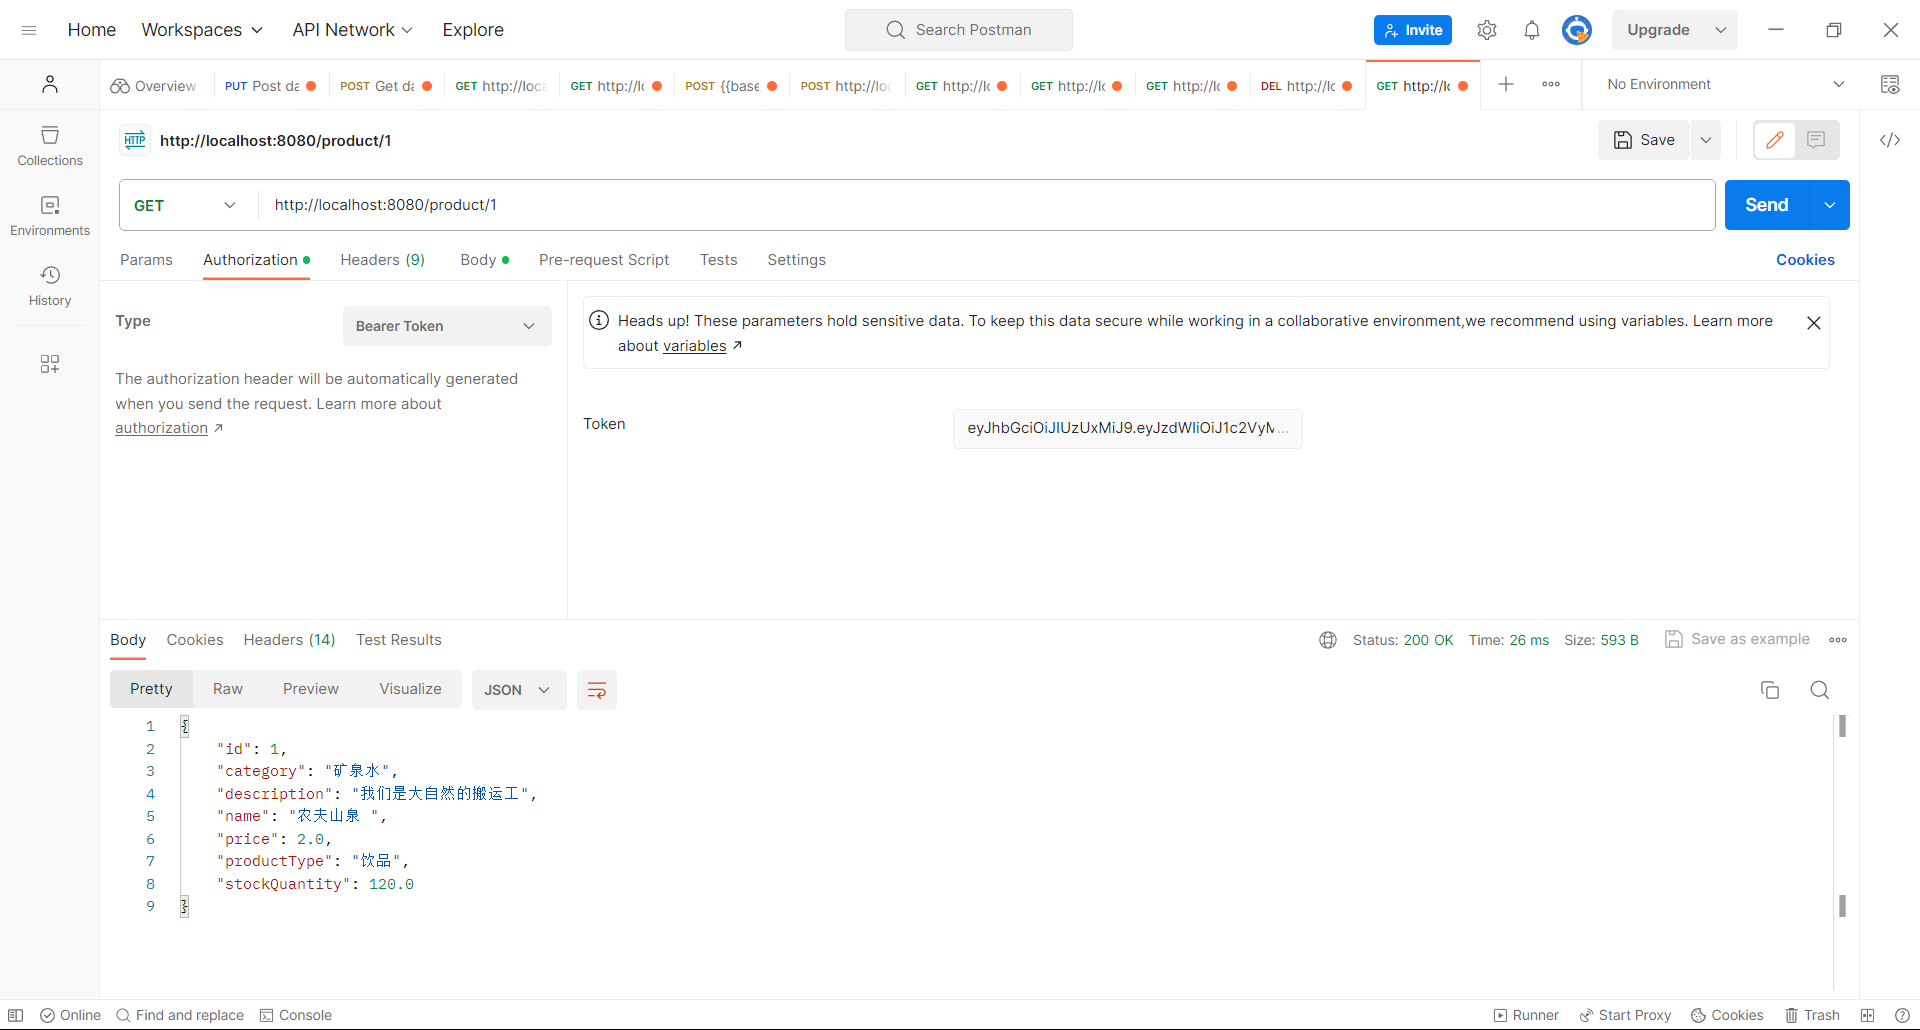 Home Workspaces API Network Explore Search Postman Invite Upgrade
Overview PUT Post da POST Get da GET http://loca GET http://lo POST {{base POST http://loc GET http://lo GET http://lo GET http://lo DEL http://lo GET http://lo No Environment
HTTP http://localhost:8080/product/1 Save
Collections
GET http://localhost:8080/product/1 Send
Environments
Params Authorization Headers (9) Body Pre-request Script Tests Settings Cookies
History
Type Bearer Token
Heads up! These parameters hold sensitive data. To keep this data secure while working in a collaborative environment,we recommend using variables. Learn more
about variables
The authorization header will be automatically generated
when you send the request. Learn more about
authorization
Token eyJhbGciOiJIUzUxMiJ9.eyJzdWIiOiJ1c2VyM...
Body Cookies Headers (14) Test Results Status: 200 OK Time: 26 ms Size: 593 B Save as example
Pretty Raw Preview Visualize JSON
1 {
2 "id": 1,
3 "category": "矿泉水",
4 "description": "我们是大自然的搬运工",
5 "name": "农夫山泉 ",
6 "price": 2.0,
7 "productType": "饮品",
8 "stockQuantity": 120.0
9 }
Online Find and replace Console Runner Start Proxy Cookies Trash